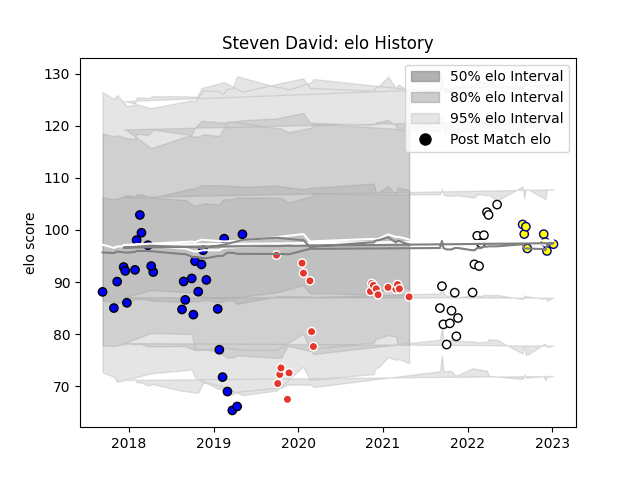 Steven David: elo History
130
120
110
100
90
80
70
elo score
50% elo Interval
80% elo Interval
95% elo Interval
Post Match elo
2018
2019
2020
2021
2022
2023